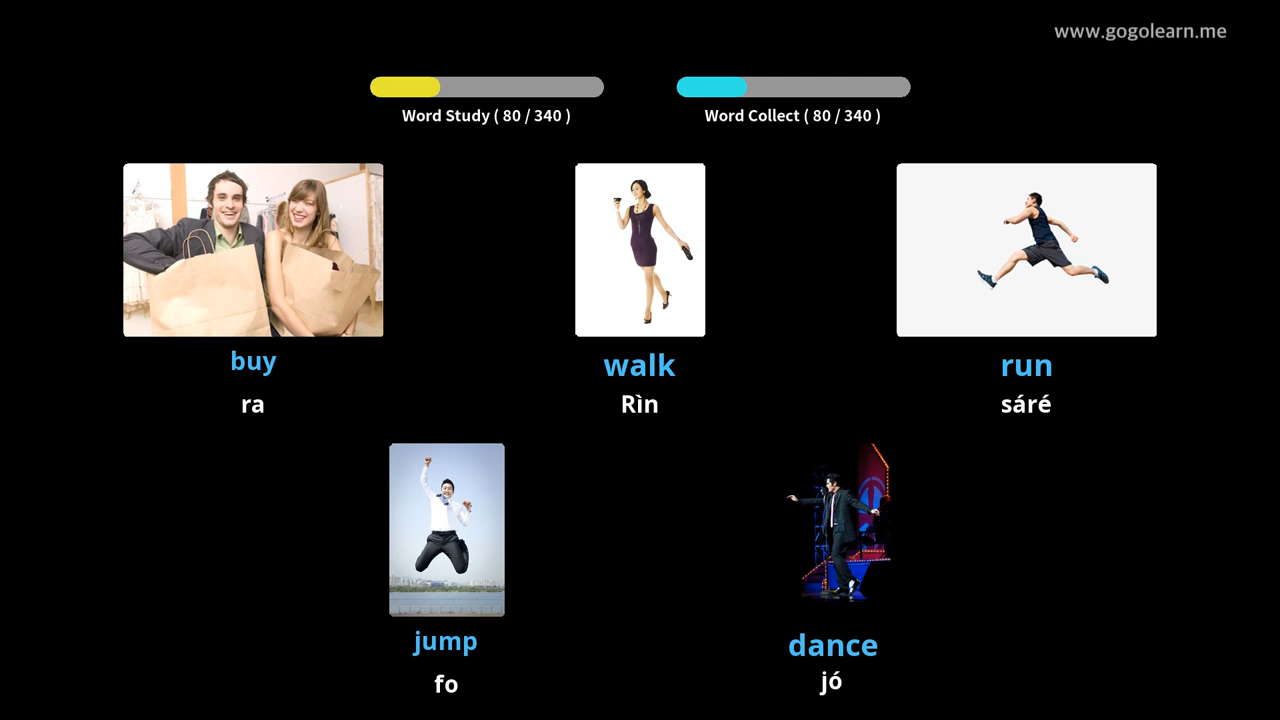 www.gogolearn.me
Word Study ( 80 / 340 )
Word Collect ( 80 / 340 )
buy
ra
walk
Rìn
run
sáré
jump
fo
dance
jó